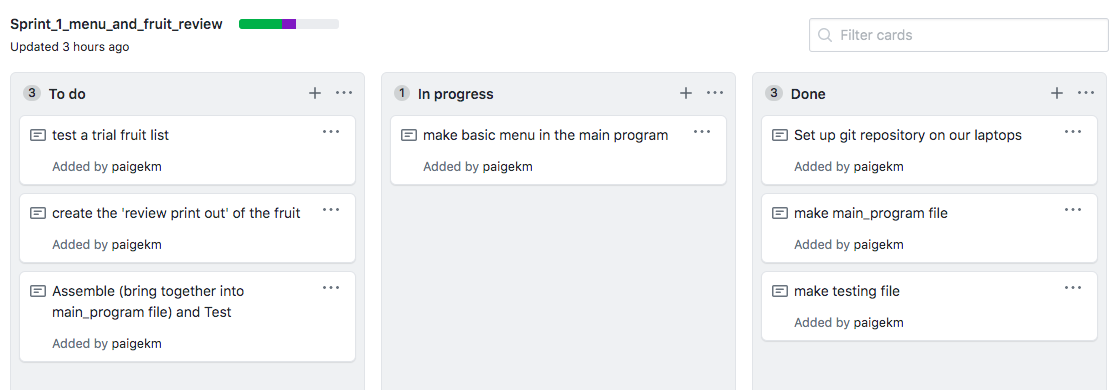 Sprint_1_menu_and_fruit_review
Updated 3 hours ago
Filter cards
3 To do
test a trial fruit list
Added by paigekm
create the 'review print out' of the fruit
Added by paigekm
Assemble (bring together into
main_program file) and Test
Added by paigekm
1 In progress
make basic menu in the main program
Added by paigekm
3 Done
Set up git repository on our laptops
Added by paigekm
make main_program file
Added by paigekm
make testing file
Added by paigekm